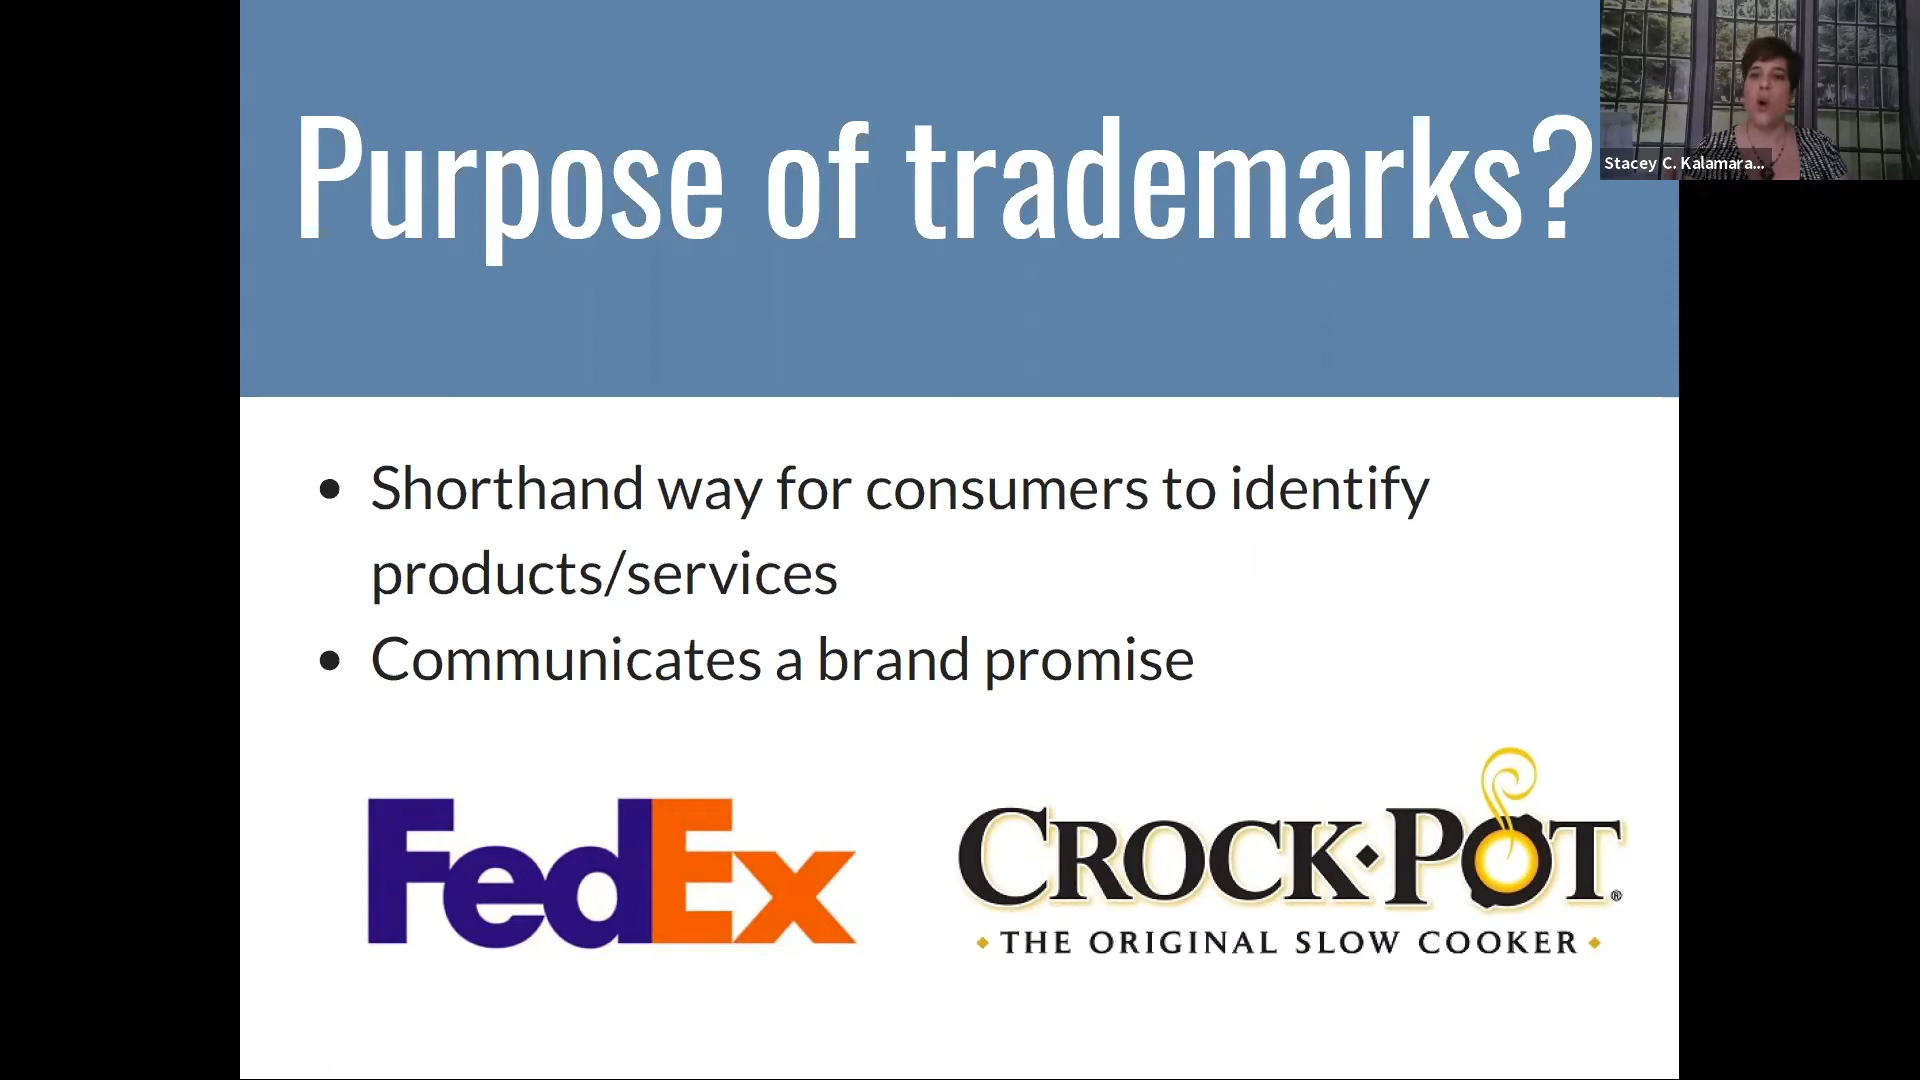 Purpose of trademarks?
Stacey C. Kalamara...
• Shorthand way for consumers to identify
products/services
• Communicates a brand promise
FedEx
CROCK•POT®
THE ORIGINAL SLOW COOKER